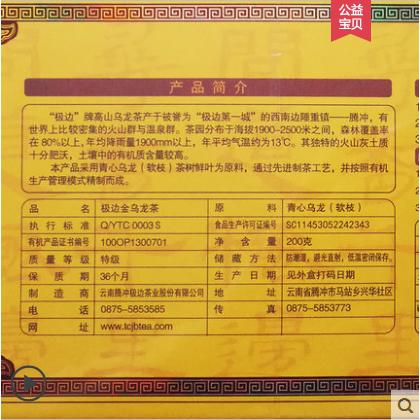 公益
宝贝
产品简介
“极边”牌高山乌龙茶产于被誉为“极边第一城”的西南边陲重镇——腾冲,有
世界上比较密集的火山群与温泉群。茶园分布于海拔1900-2500米之间,森林覆盖率
在80%以上,年均降雨量1900mm以上,年平均气温约为13℃。其独特的火山灰土质
十分肥沃,土壤中的有机质含量较高。
本产品采用青心乌龙(软枝)茶树鲜叶为原料,通过先进制茶工艺,并按照有机
生产管理模式精制而成。
品名 极边金乌龙茶 原料 青心乌龙(软枝)
执行标准 Q/YTC 0003 S 食品生产许可证编号 SC11453052242343
有机产品证书编号 100OP1300701 净含量 200克
质量等级 特级 储藏方法 防潮湿,避光直射,低温密闭保存。
保质期 36个月 生产日期 见外盒打码日期
制造商 云南腾冲极边茶业股份有限公司 地址 云南省腾冲市马站乡兴华社区
电话 0875-5853585 传真 0875-5853773
网址 www.tcjbtea.com